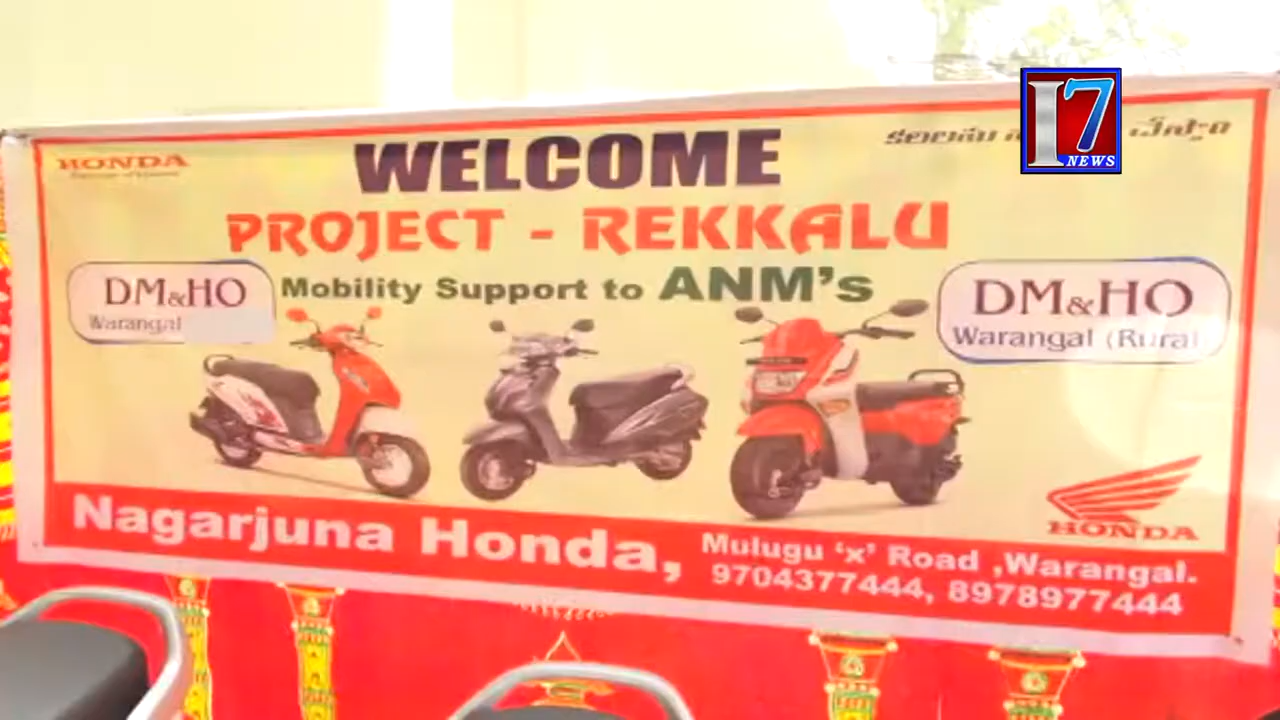 I7
NEWS
HONDA
WELCOME
PROJECT - REKKALU
Mobility Support to ANM's
DM&HO
Warangal
DM&HO
Warangal (Rural
HONDA
Nagarjuna Honda,
Mulugu ‘x’ Road ,Warangal.
9704377444, 8978977444